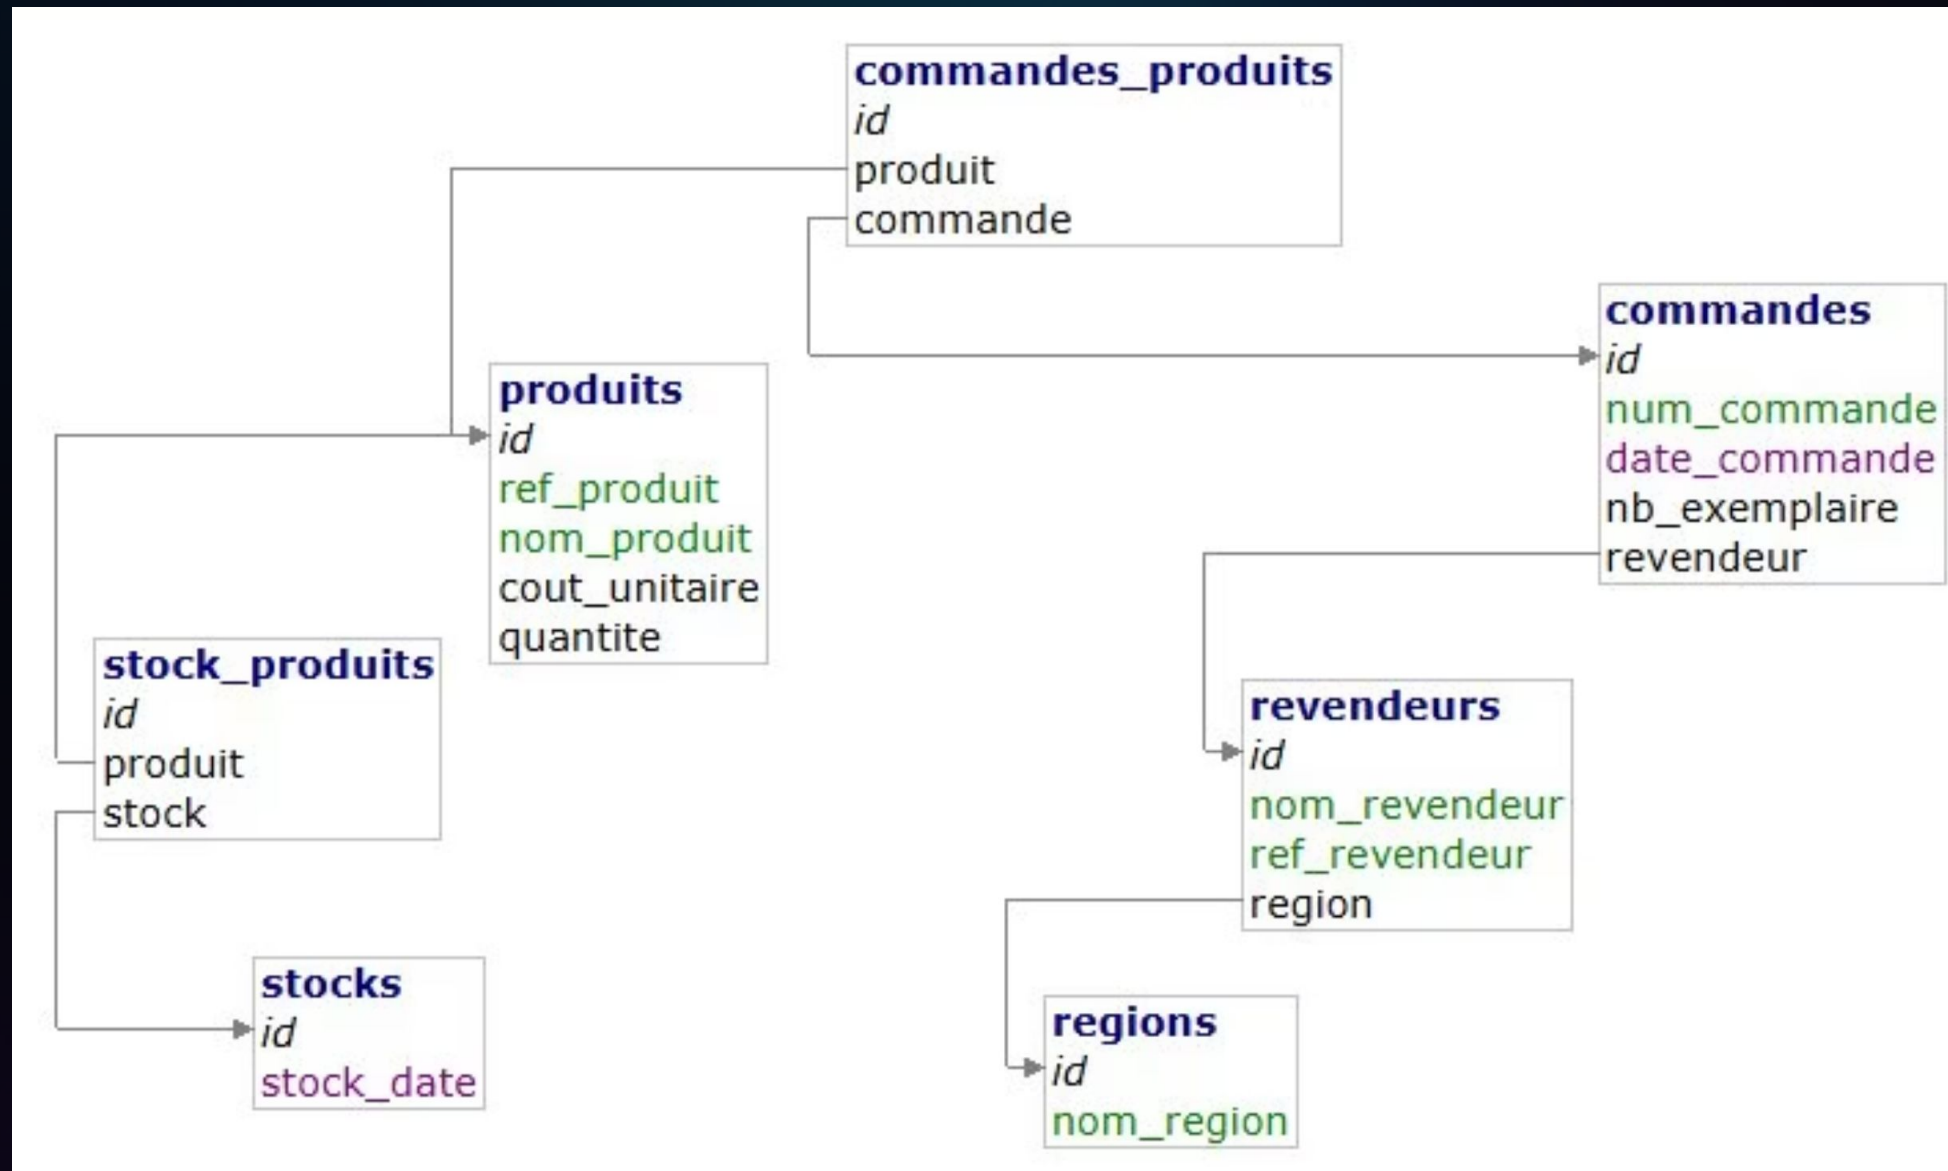 commandes_produits
id
produit
commande
commandes
id
num_commande
date_commande
nb_exemplaire
revendeur
produits
id
ref_produit
nom_produit
cout_unitaire
quantite
stock_produits
id
produit
stock
revendeurs
id
nom_revendeur
ref_revendeur
region
stocks
id
stock_date
regions
id
nom_region